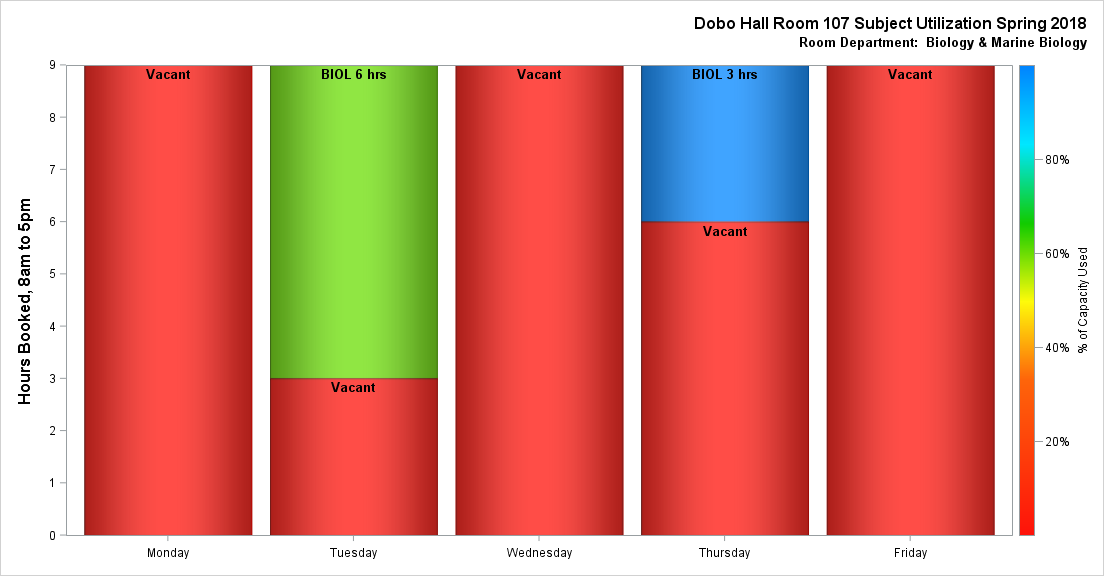 Dobo Hall Room 107 Subject Utilization Spring 2018
Room Department: Biology & Marine Biology
Hours Booked, 8am to 5pm
9
8
7
6
5
4
3
2
1
0
Vacant
BIOL 6 hrs
Vacant
BIOL 3 hrs
Vacant
Vacant
Vacant
Monday
Tuesday
Wednesday
Thursday
Friday
80%
60%
40%
20%
% of Capacity Used